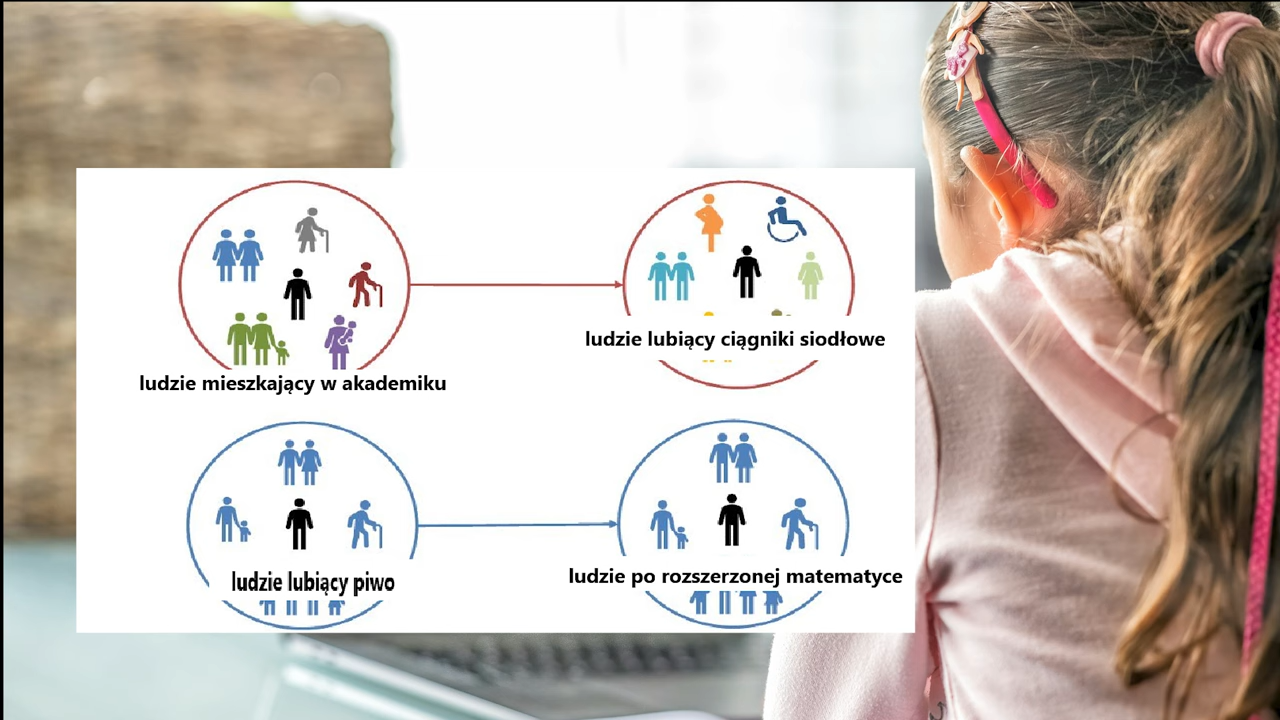 ludzie lubiący ciągniki siodłowe
ludzie mieszkający w akademiku
ludzie lubiący piwo
ludzie po rozszerzonej matematyce